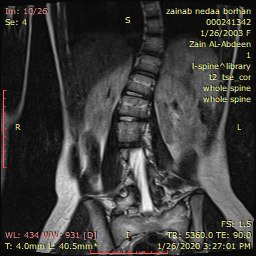 Im: 10/26
Se: 4
S
zainab nedaa borhan
000241342
1/26/2003 F
Zain AL-Abdeen
1
l-spine^library
t2_tse_cor
whole spine
whole spine
R
L
WL: 434 WW: 931 [D]
T: 4.0mm L: 40.5mm*
I
FS: 1.5
TR: 5360.0 TE: 90.0
1/26/2020 3:27:01 PM